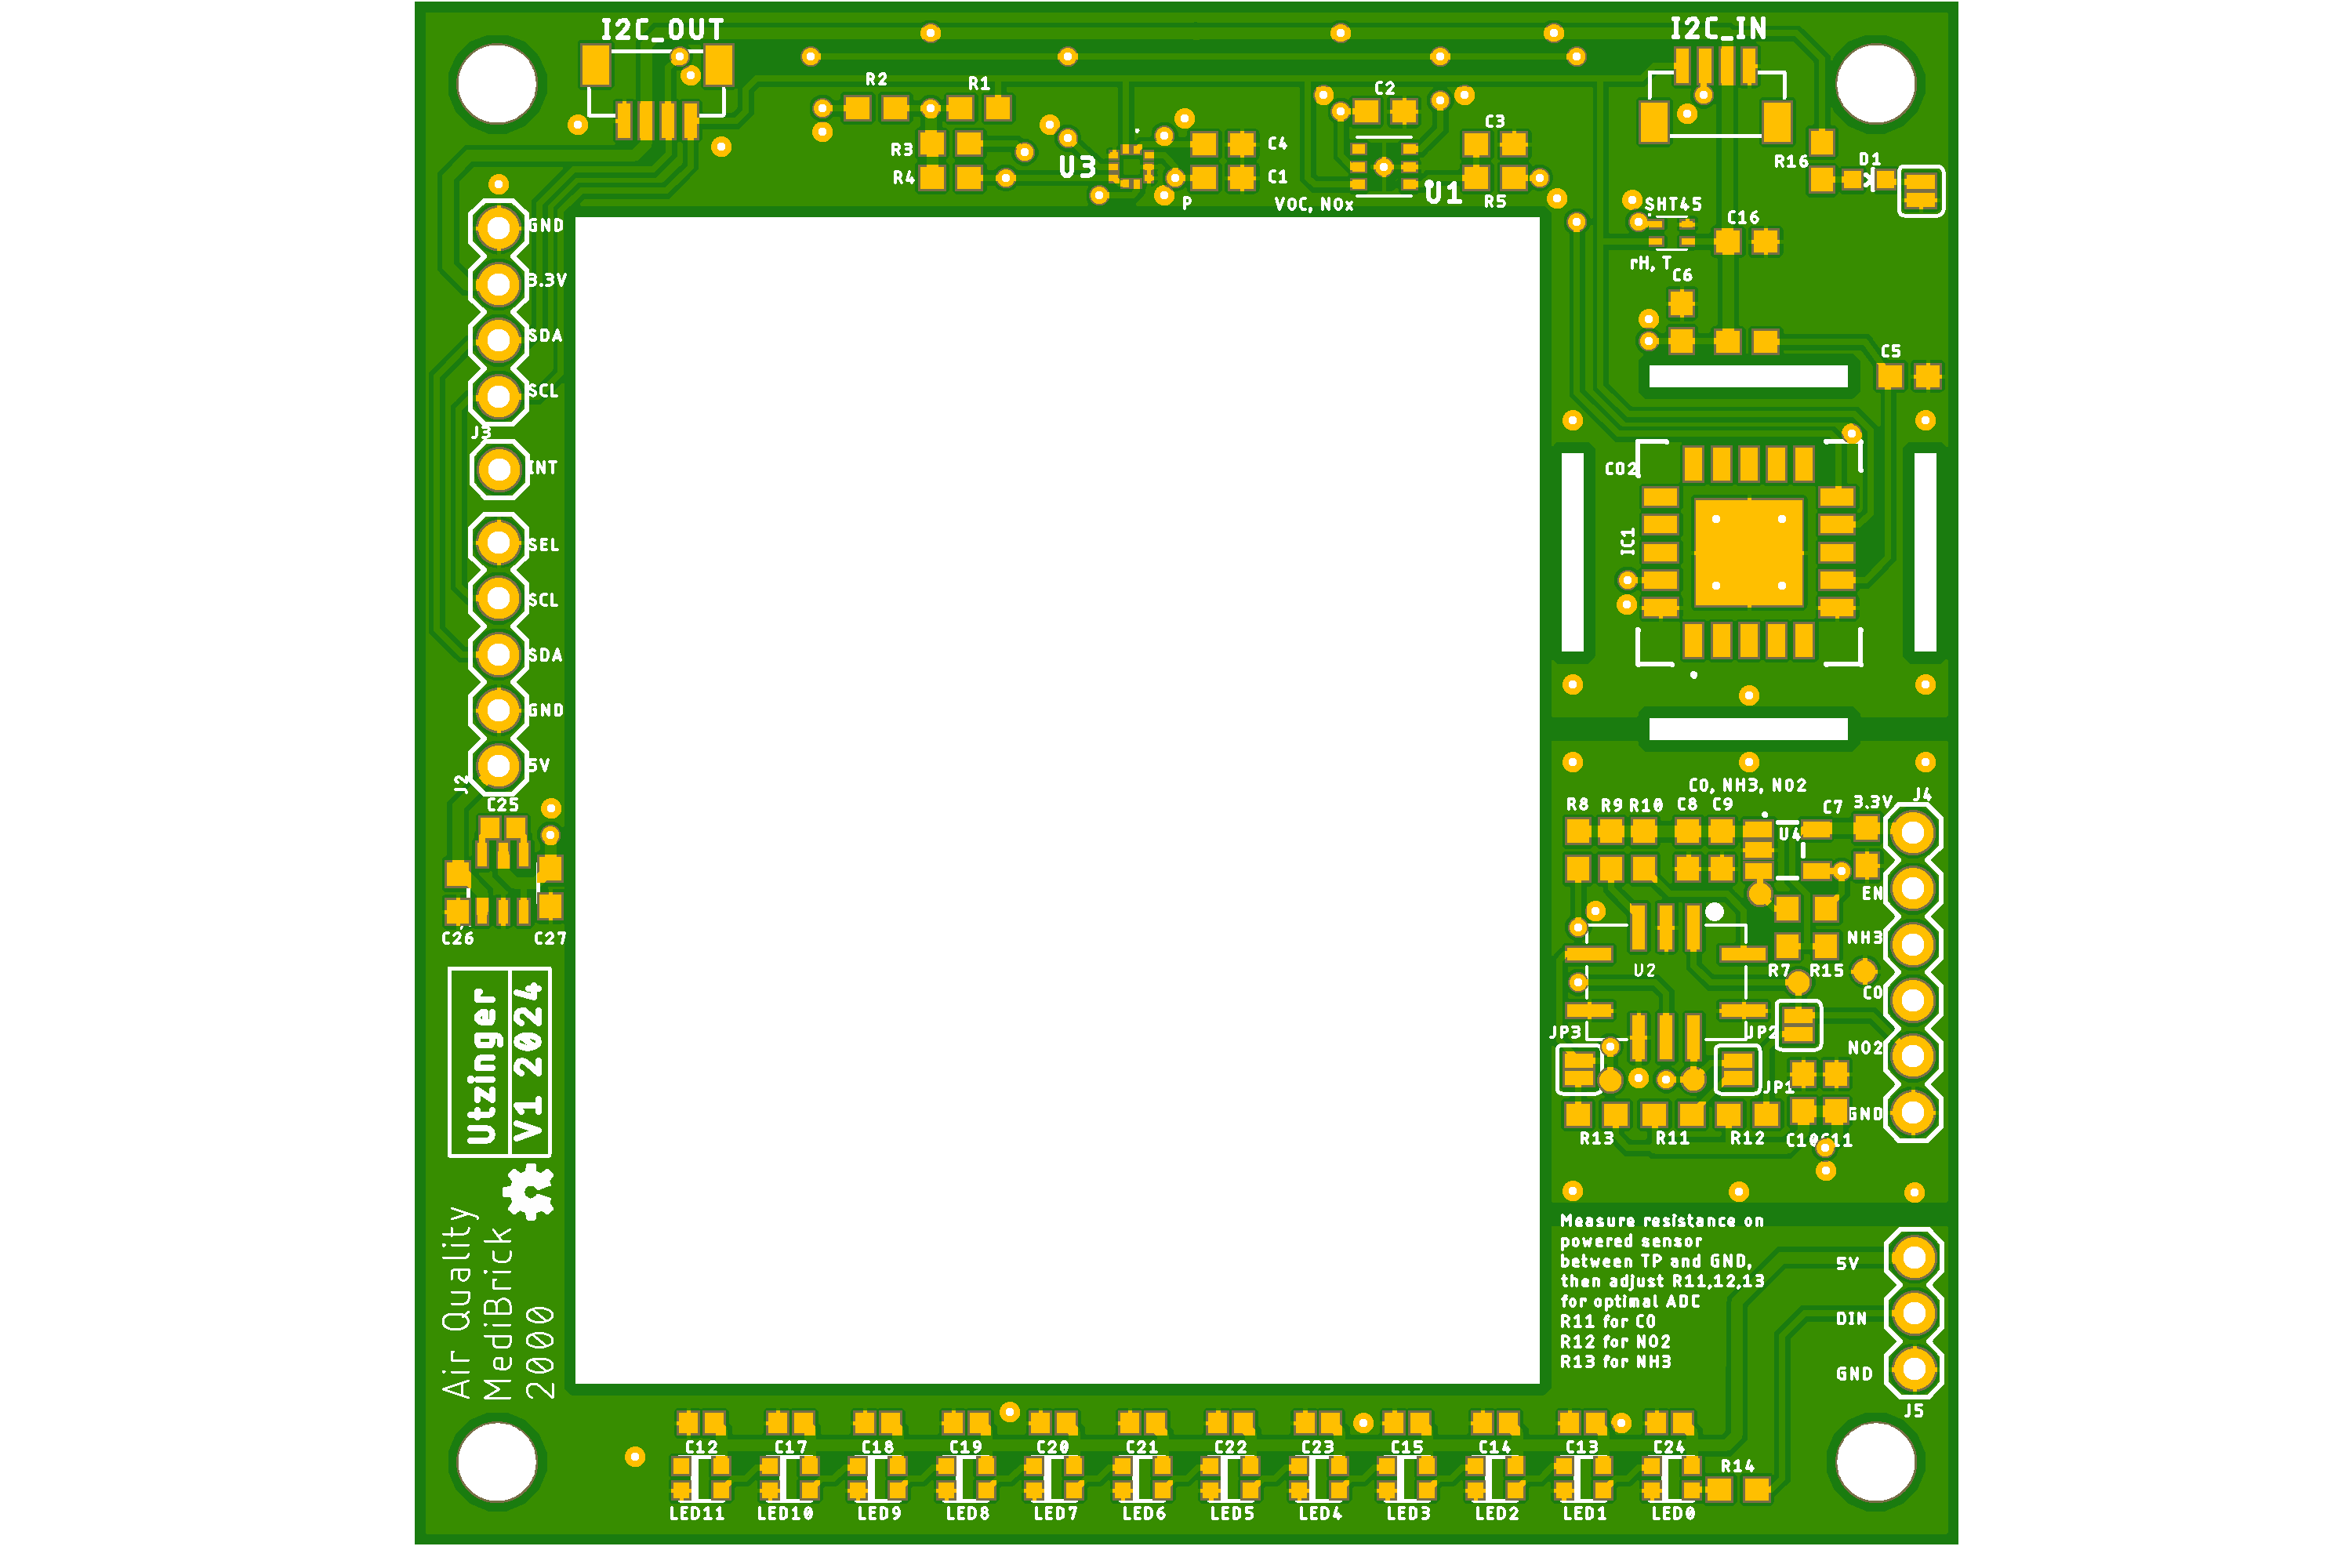 I2C_OUT
I2C_IN
R2
R1
C2
C3
R3
R4
U3
C4
C1
P
VOC, NOx
U1
R5
R16
D1
SHT45
C16
rH, T
C6
C5
GND
3.3V
SDA
SCL
J3
INT
SEL
SCL
SDA
GND
5V
J2
C25
C26
C27
CO2
IC1
CO, NH3, NO2
R8
R9
R10
C8
C9
C7
3.3V
J4
U4
EN
NH3
R7
R15
U2
CO
JP3
JP2
NO2
JP1
GND
R13
R11
R12
C10
C11
Utzinger
V1 2024
Air Quality
MediBrick
2000
Measure resistance on
powered sensor
between TP and GND,
then adjust R11,12,13
for optimal ADC
R11 for CO
R12 for NO2
R13 for NH3
5V
DIN
GND
J5
C12
C17
C18
C19
C20
C21
C22
C23
C15
C14
C13
C24
R14
LED11
LED10
LED9
LED8
LED7
LED6
LED5
LED4
LED3
LED2
LED1
LED0